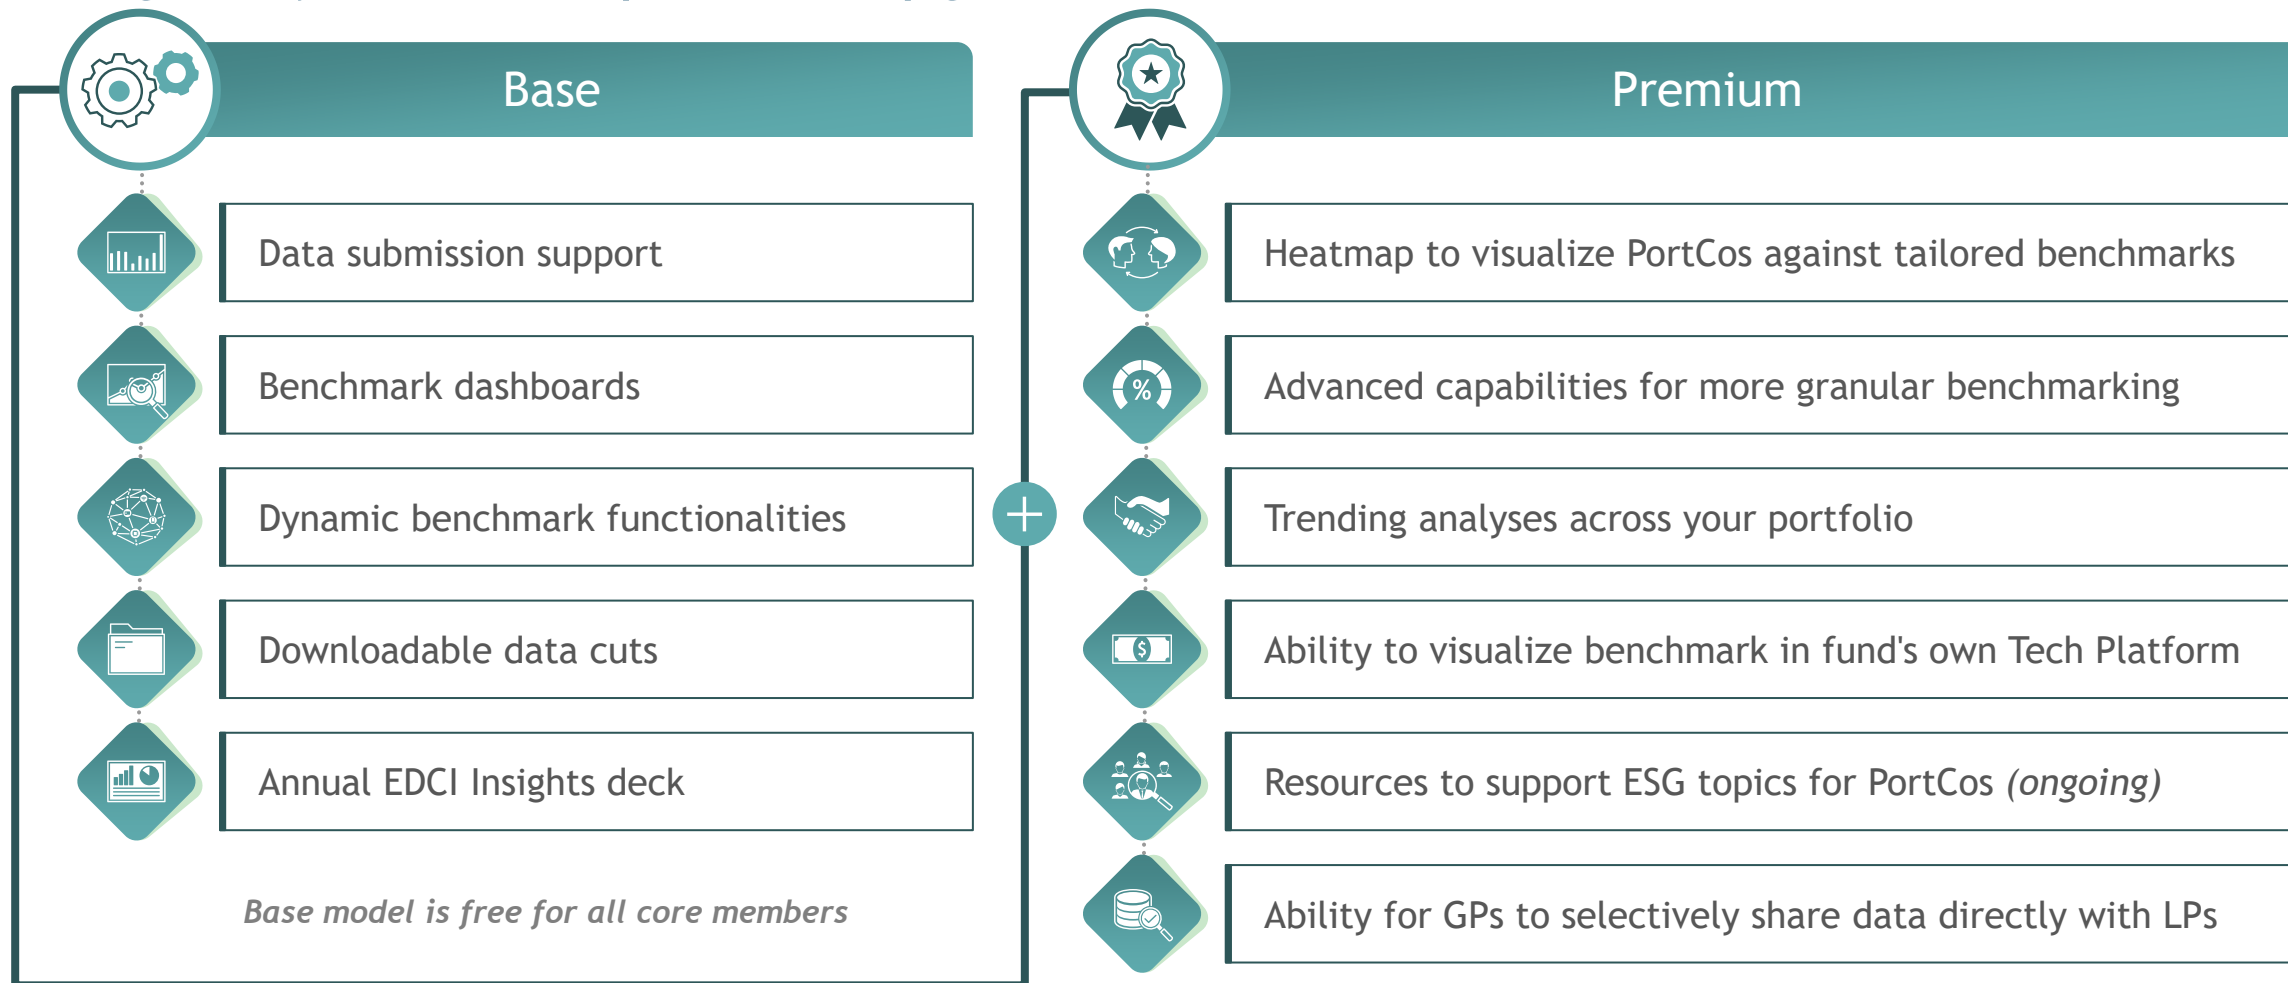 Base
Data submission support
Benchmark dashboards
Dynamic benchmark functionalities
Downloadable data cuts
Annual EDCI Insights deck
Base model is free for all core members
Premium
Heatmap to visualize PortCos against tailored benchmarks
Advanced capabilities for more granular benchmarking
Trending analyses across your portfolio
Ability to visualize benchmark in fund's own Tech Platform
Resources to support ESG topics for PortCos (ongoing)
Ability for GPs to selectively share data directly with LPs